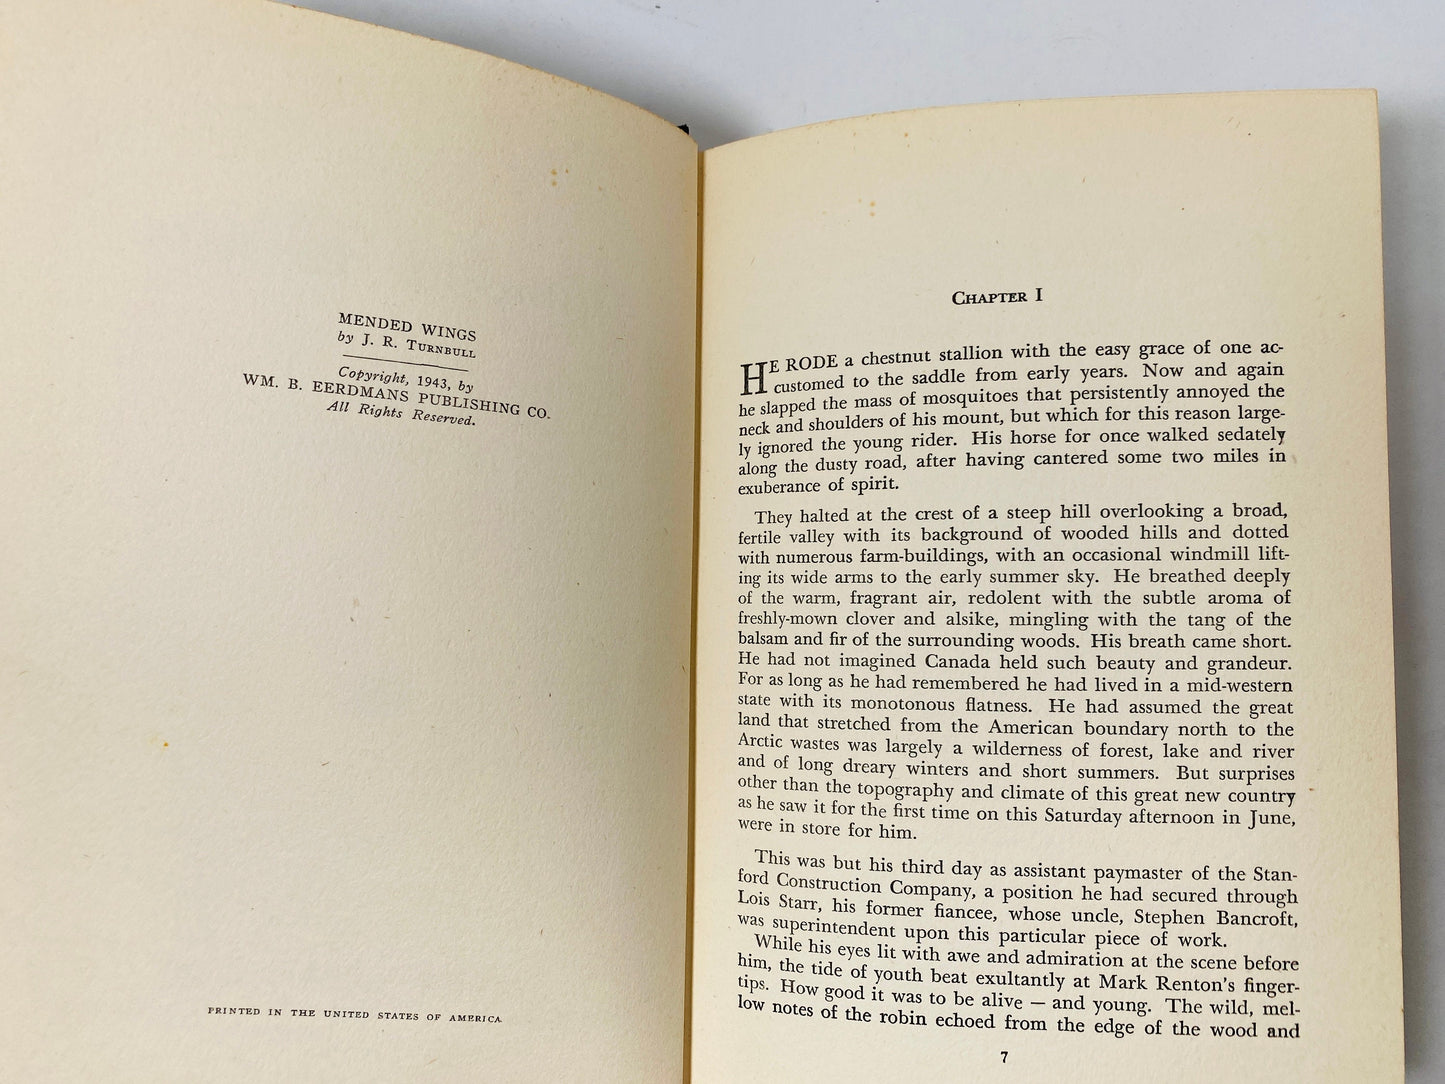 MENDED WINGS
by J. R. Turnbull
Copyright, 1943, by
WM. B. EERDMANS PUBLISHING CO.
All Rights Reserved.
PRINTED IN THE UNITED STATES OF AMERICA
Chapter I
He rode a chestnut stallion with the easy grace of one ac-
customed to the saddle from early years. Now and again
he slapped the mass of mosquitoes that persistently annoyed the
neck and shoulders of his mount, but which for this reason large-
ly ignored the young rider. His horse for once walked sedately
along the dusty road, after having cantered some two miles in
exuberance of spirit.
They halted at the crest of a steep hill overlooking a broad,
fertile valley with its background of wooded hills and dotted
with numerous farm-buildings, with an occasional windmill lift-
ing its wide arms to the early summer sky. He breathed deeply
of the warm, fragrant air, redolent with the subtle aroma of
freshly-mown clover and alsike, mingling with the tang of the
balsam and fir of the surrounding woods. His breath came short.
He had not imagined Canada held such beauty and grandeur.
For as long as he had remembered he had lived in a mid-western
state with its monotonous flatness. He had assumed the great
land that stretched from the American boundary north to the
Arctic wastes was largely a wilderness of forest, lake and river
and of long dreary winters and short summers. But surprises
other than the topography and climate of this great new country
as he saw it for the first time on this Saturday afternoon in June,
were in store for him.
This was but his third day as assistant paymaster of the Stan-
ford Construction Company, a position he had secured through
Lois Starr, his former fiancee, whose uncle, Stephen Bancroft,
was superintendent upon this particular piece of work.
While his eyes lit with awe and admiration at the scene before
him, the tide of youth beat exultantly at Mark Renton's finger-
tips. How good it was to be alive — and young. The wild, mel-
low notes of the robin echoed from the edge of the wood and
7